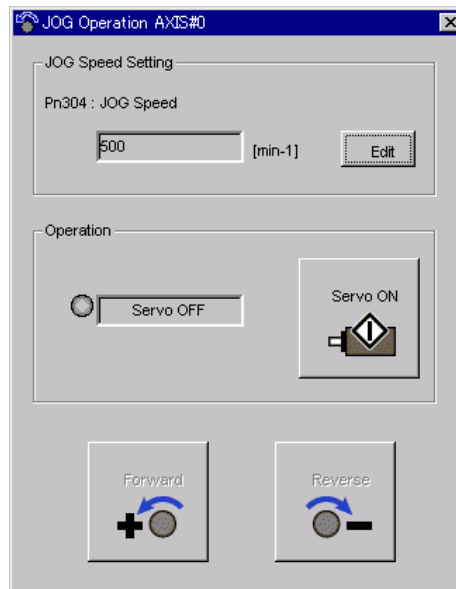 JOG Operation AXIS#0
JOG Speed Setting
Pn304 : JOG Speed
500 [min-1] Edit
Operation
Servo OFF
Servo ON
Forward
Reverse